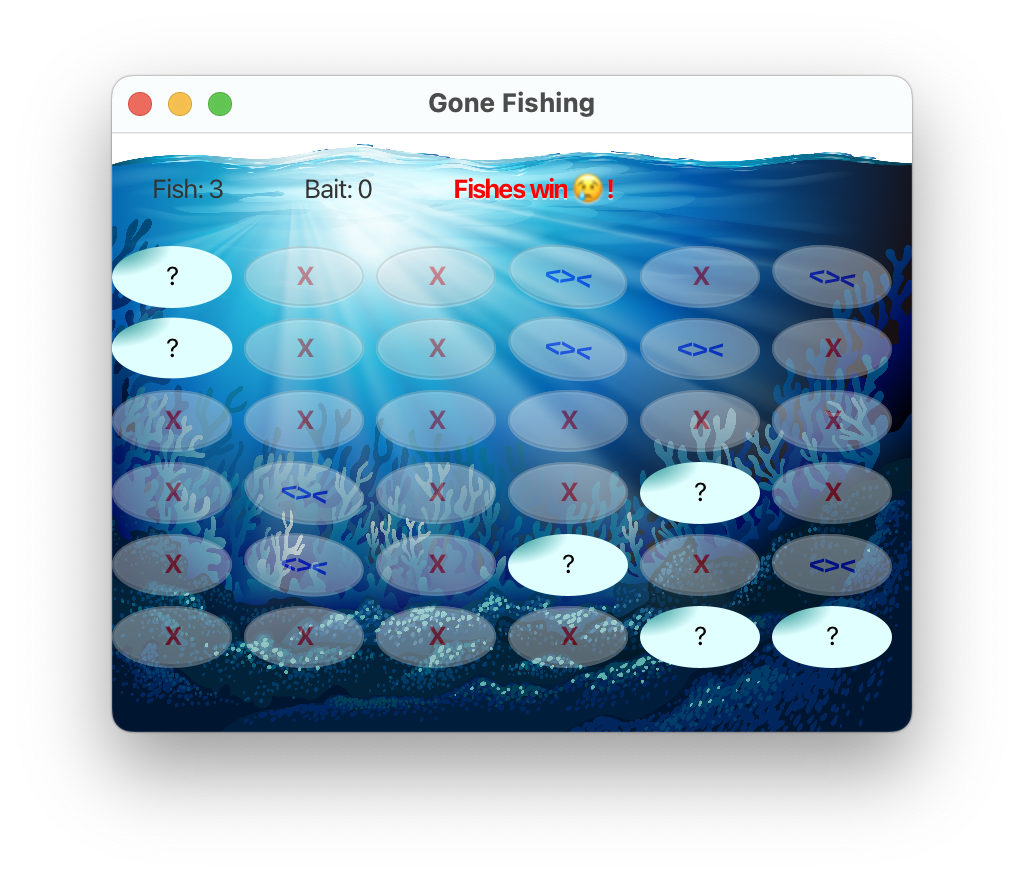 Gone Fishing
Fish: 3 Bait: 0 Fishes win 😢 !
? X X <>< X <><
? X X <>< <>< X
X X X X X X
X <>< X X ? X
X <>< X ? X <><
X X X X ? ?